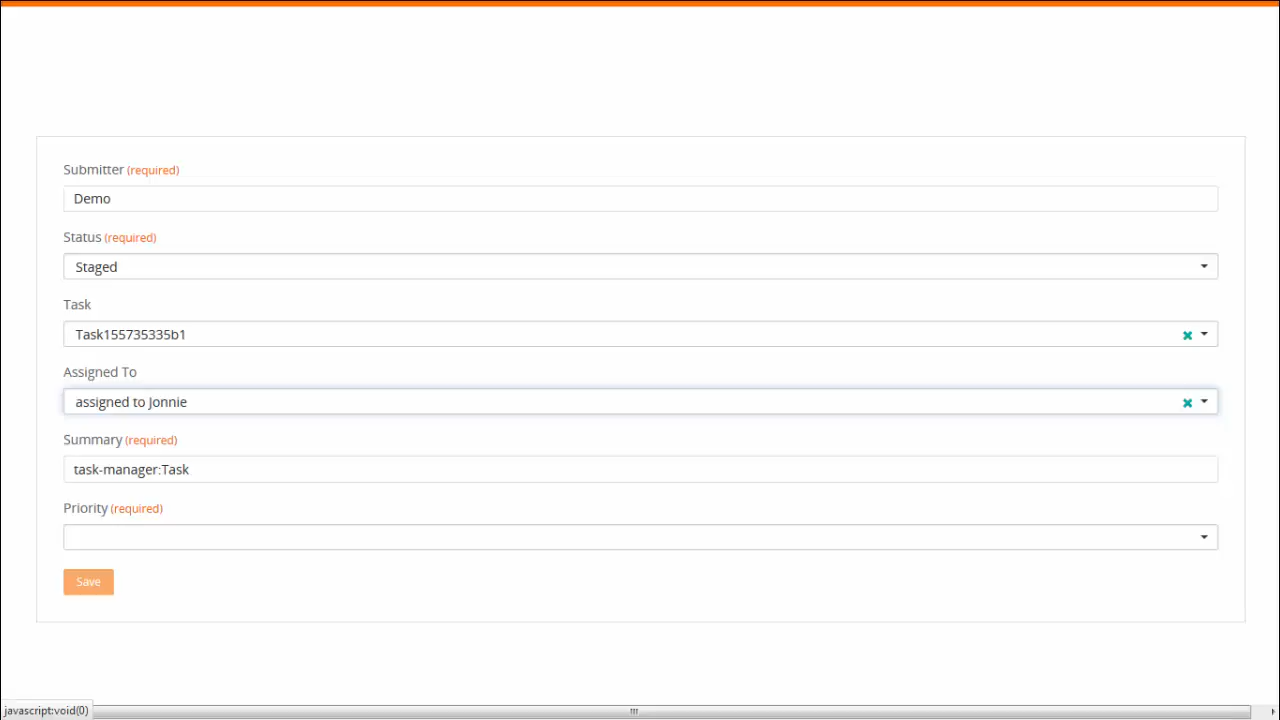 Submitter (required)
Demo
Status (required)
Staged
Task
Task155735335b1
Assigned To
assigned to Jonnie
Summary (required)
task-manager:Task
Priority (required)
Save
javascript:void(0)